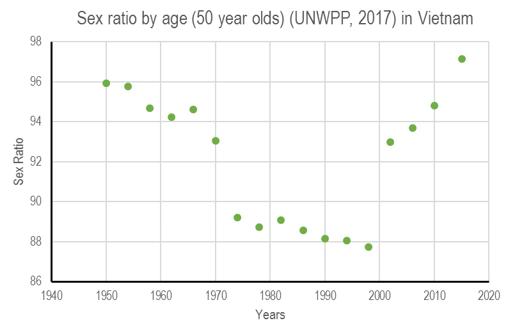 Sex ratio by age (50 year olds) (UNWPP, 2017) in Vietnam
98
96
94
92
90
88
86
Sex Ratio
1940 1950 1960 1970 1980 1990 2000 2010 2020
Years